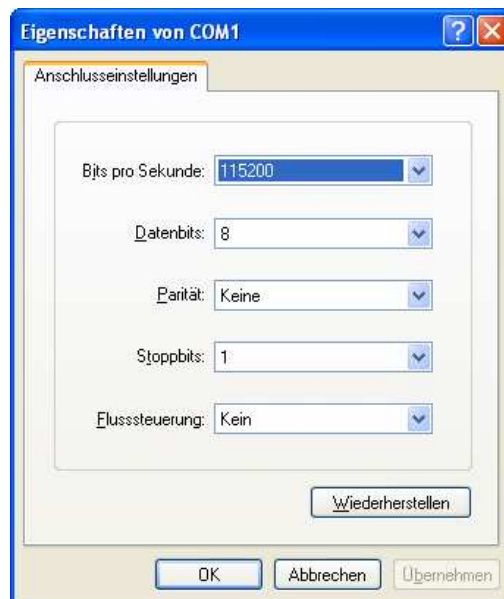 Eigenschaften von COM1
Anschlusseinstellungen
Bits pro Sekunde: 115200
Datenbits: 8
Parität: Keine
Stoppbits: 1
Flusssteuerung: Kein
Wiederherstellen
OK Abbrechen Übernehmen